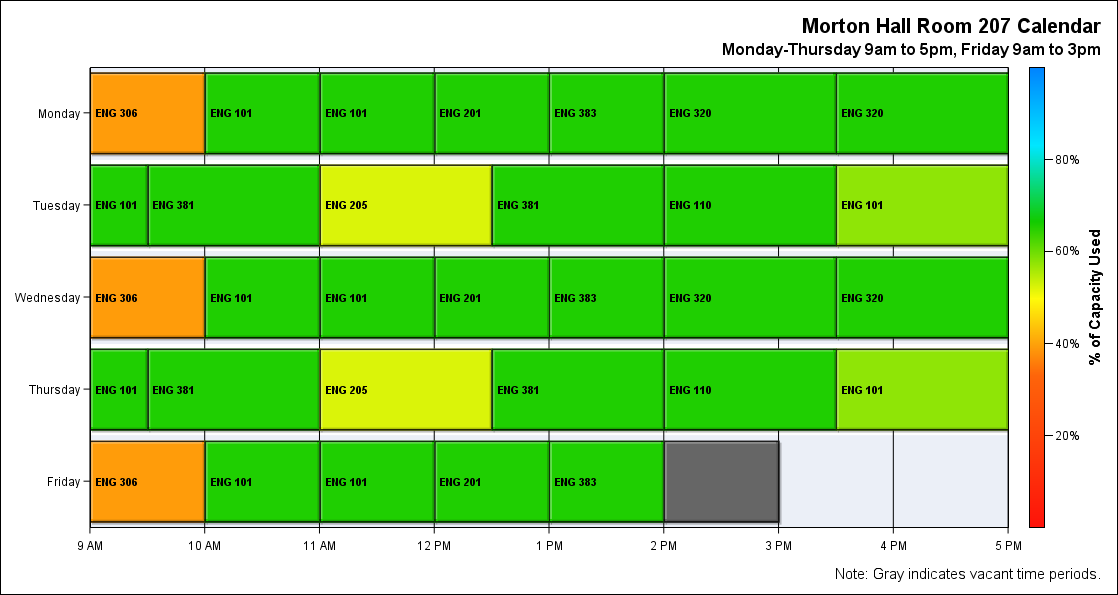 Morton Hall Room 207 Calendar
Monday-Thursday 9am to 5pm, Friday 9am to 3pm
Monday ENG 306 ENG 101 ENG 101 ENG 201 ENG 383 ENG 320 ENG 320
Tuesday ENG 101 ENG 381 ENG 205 ENG 381 ENG 110 ENG 101
Wednesday ENG 306 ENG 101 ENG 101 ENG 201 ENG 383 ENG 320 ENG 320
Thursday ENG 101 ENG 381 ENG 205 ENG 381 ENG 110 ENG 101
Friday ENG 306 ENG 101 ENG 101 ENG 201 ENG 383
9 AM 10 AM 11 AM 12 PM 1 PM 2 PM 3 PM 4 PM 5 PM
80%
60%
40%
20%
% of Capacity Used
Note: Gray indicates vacant time periods.